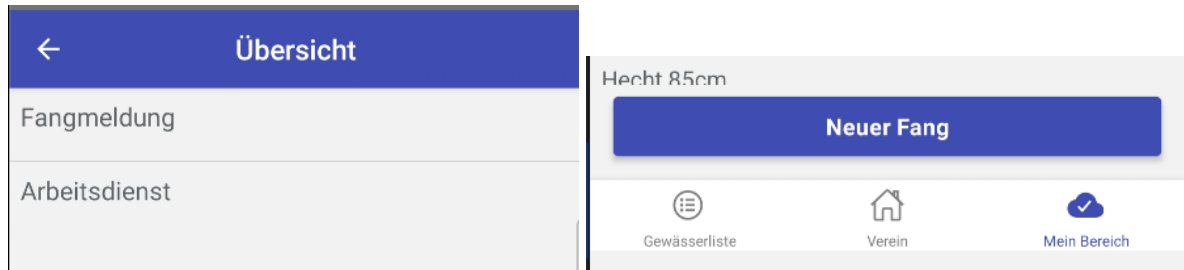 Übersicht
Fangmeldung
Arbeitsdienst
Hecht 85cm
Neuer Fang
Gewässerliste
Verein
Mein Bereich